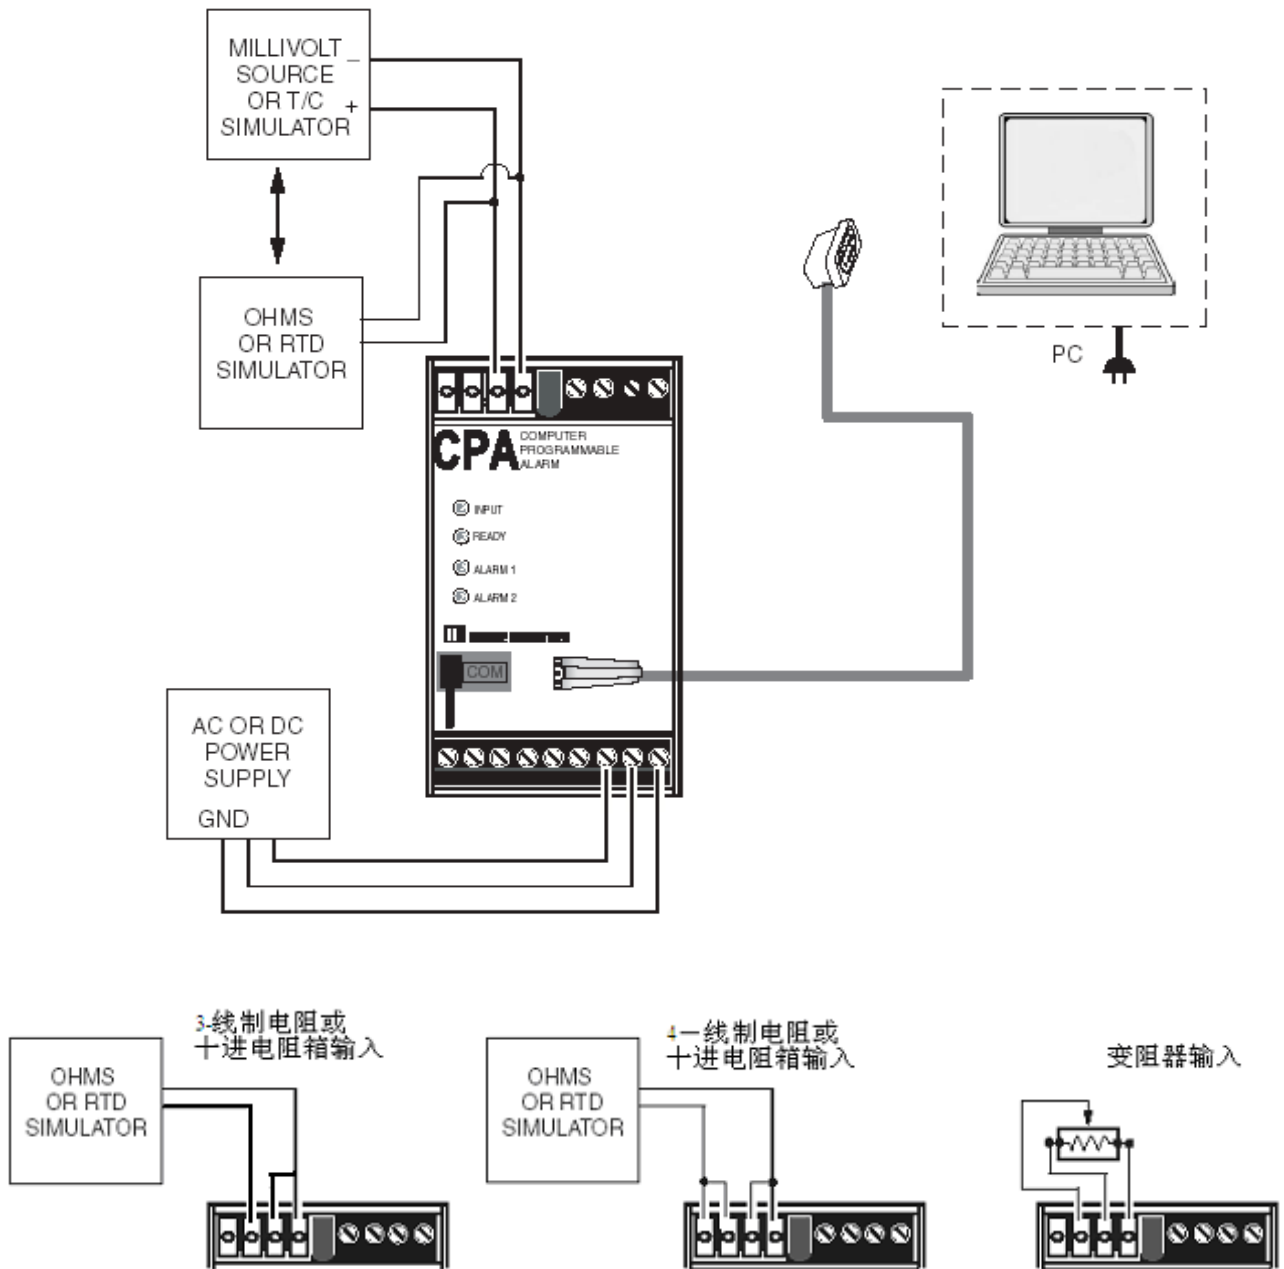 MILLIVOLT −
SOURCE
OR T/C +
SIMULATOR
OHMS
OR RTD
SIMULATOR
PC
CPA COMPUTER
PROGRAMMABLE
ALARM
INPUT
READY
ALARM 1
ALARM 2
COM
AC OR DC
POWER
SUPPLY
GND
3-线制电阻或
十进电阻箱输入
OHMS
OR RTD
SIMULATOR
4一线制电阻或
十进电阻箱输入
OHMS
OR RTD
SIMULATOR
变阻器输入